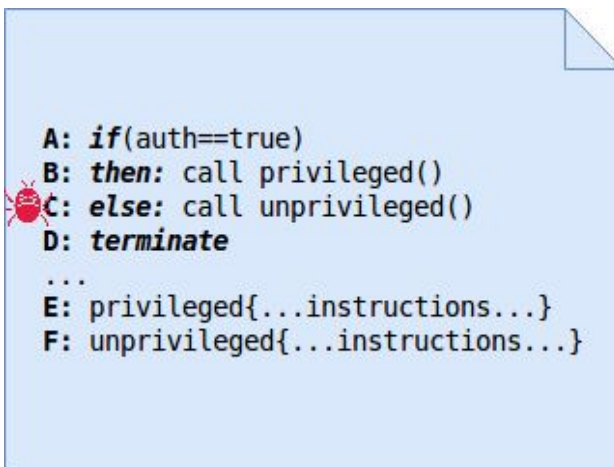 A: if(auth==true)
B: then: call privileged()
C: else: call unprivileged()
D: terminate
...
E: privileged{...instructions...}
F: unprivileged{...instructions...}